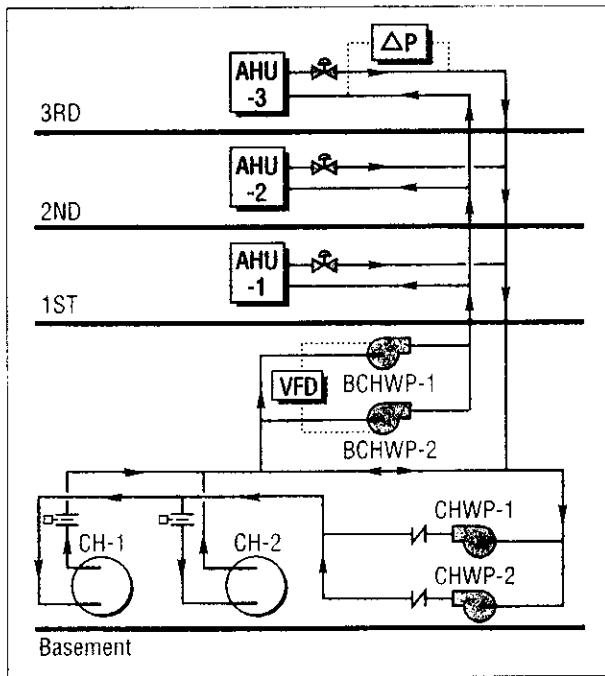 ΔP
AHU
-3
3RD
AHU
-2
2ND
AHU
-1
1ST
VFD
BCHWP-1
BCHWP-2
CHWP-1
CH-1
CH-2
CHWP-2
Basement